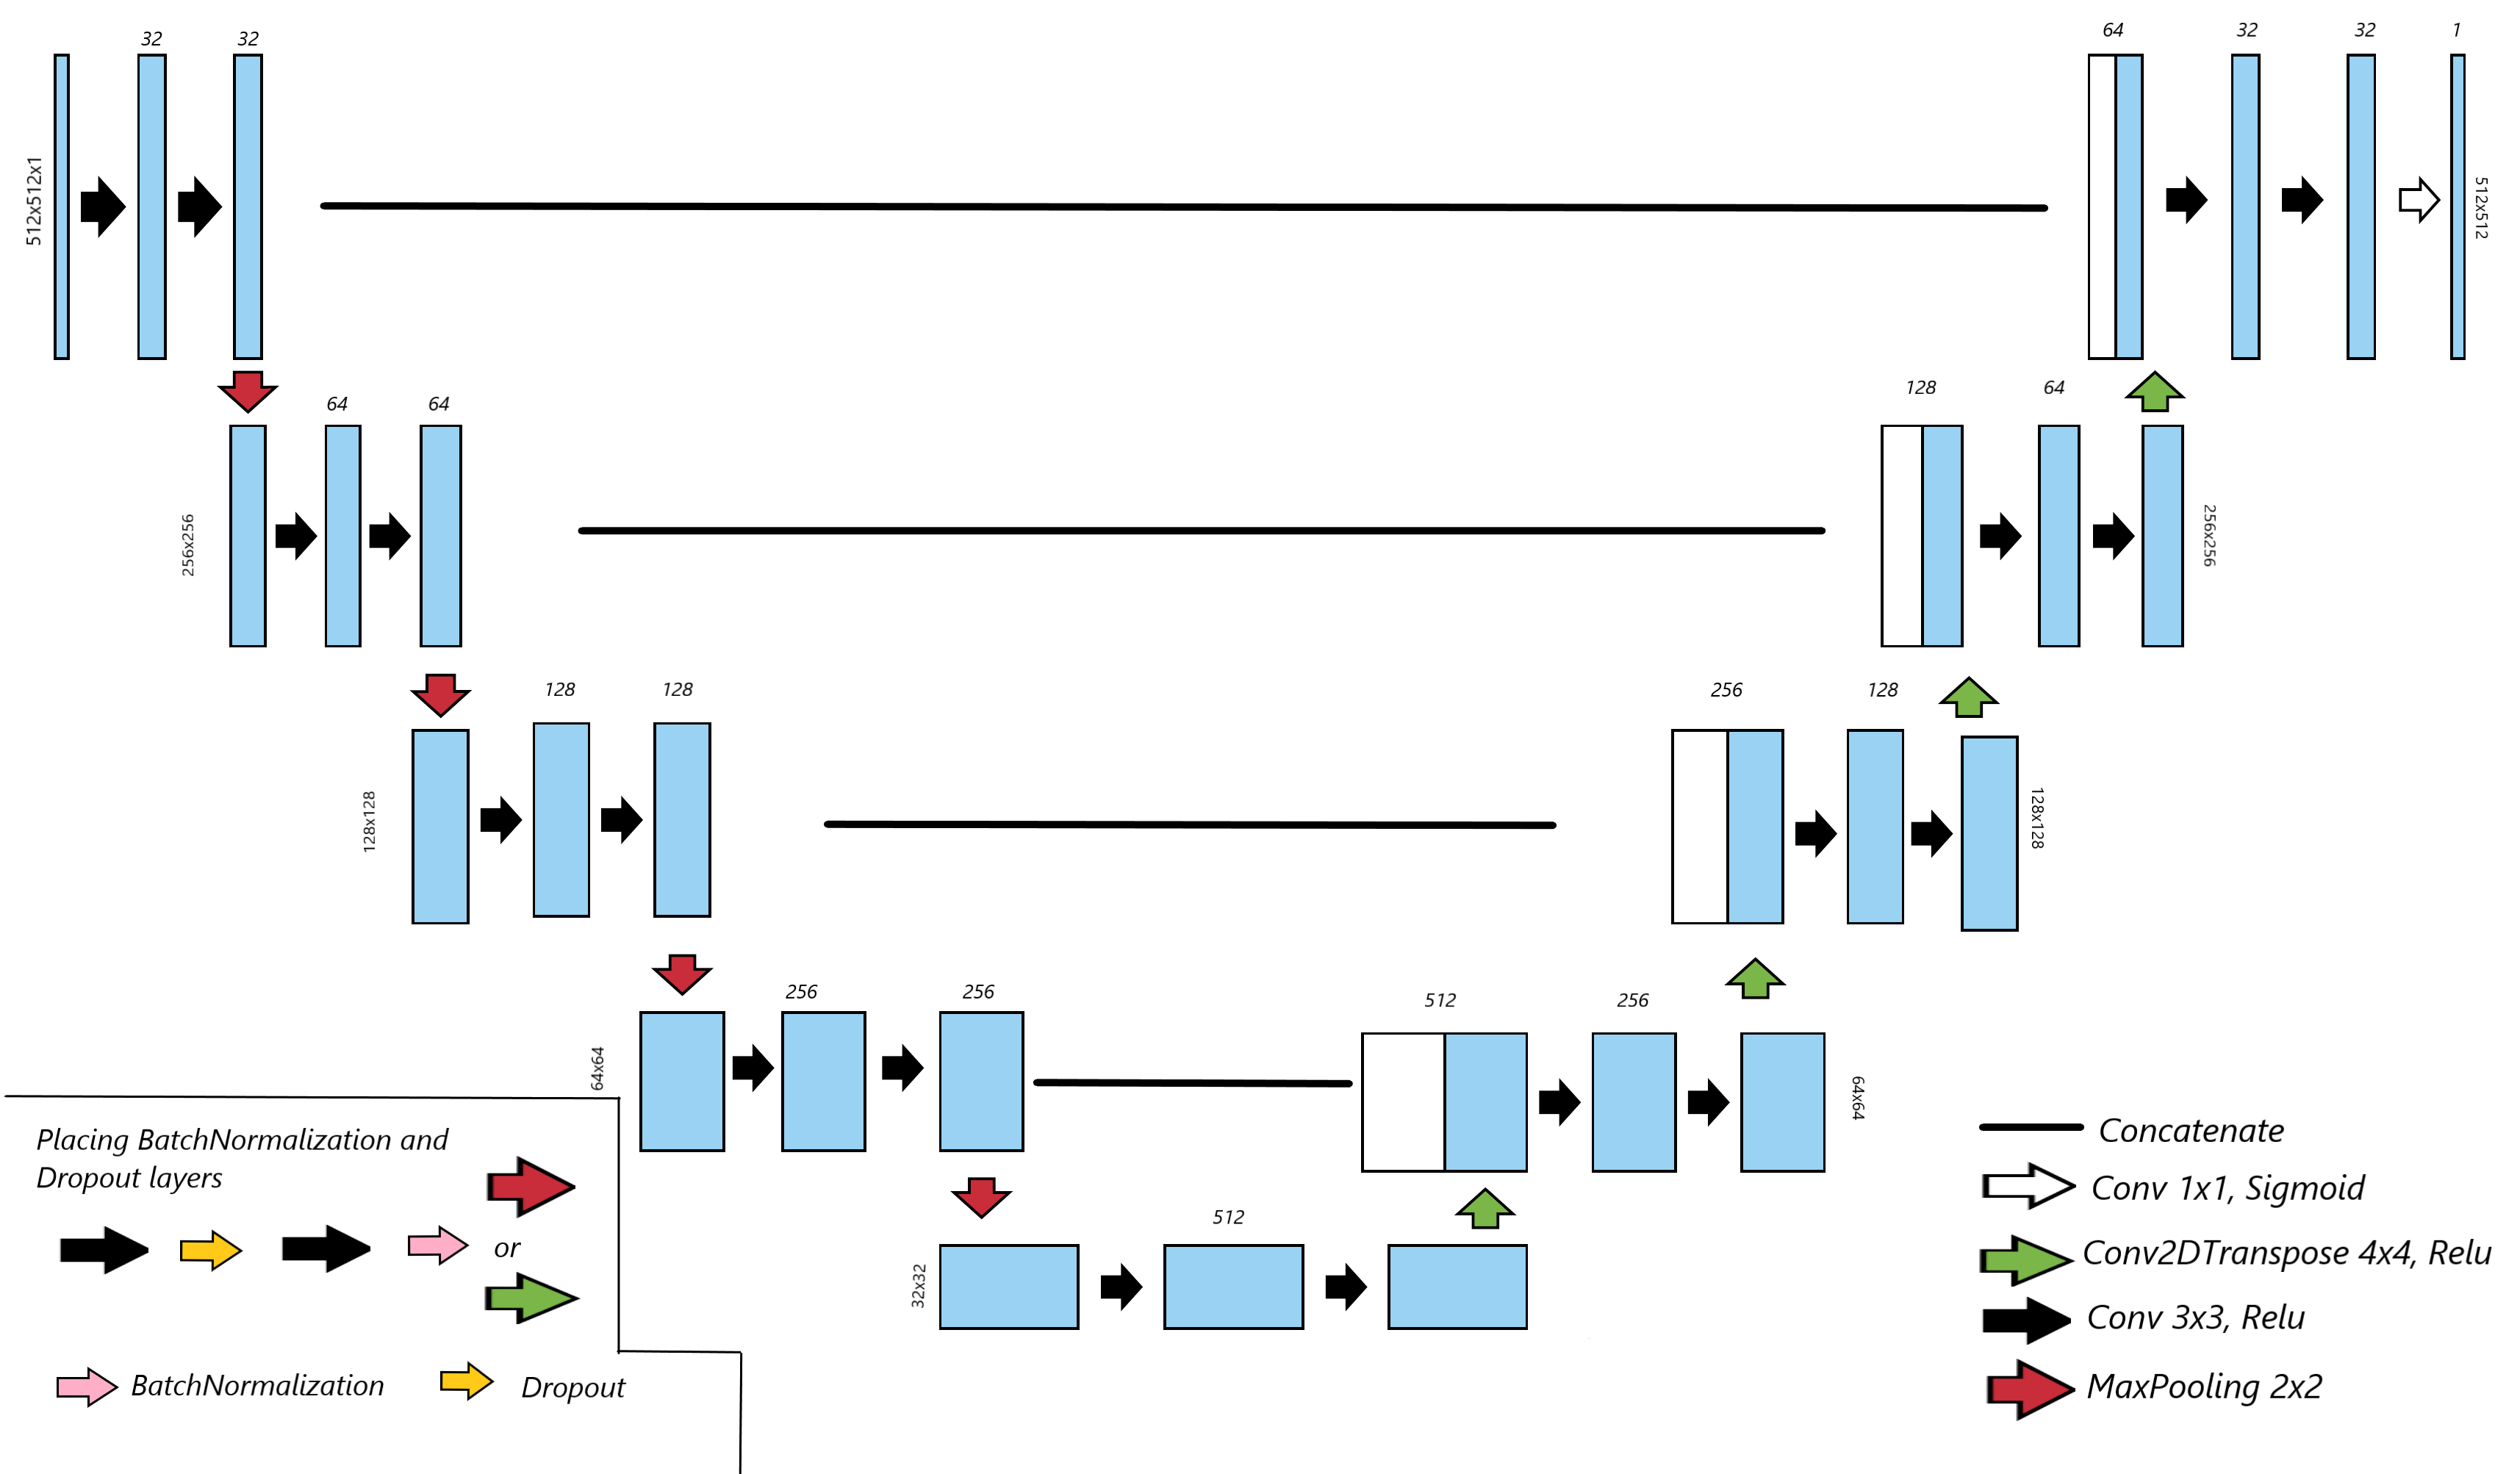 32
32
64
32
32
1
512x512x1
512x512
64
64
128
64
256x256
256x256
128
128
256
128
128x128
128x128
256
256
512
256
64x64
64x64
512
32x32
Placing BatchNormalization and
Dropout layers
or
BatchNormalization
Dropout
Concatenate
Conv 1x1, Sigmoid
Conv2DTranspose 4x4, Relu
Conv 3x3, Relu
MaxPooling 2x2